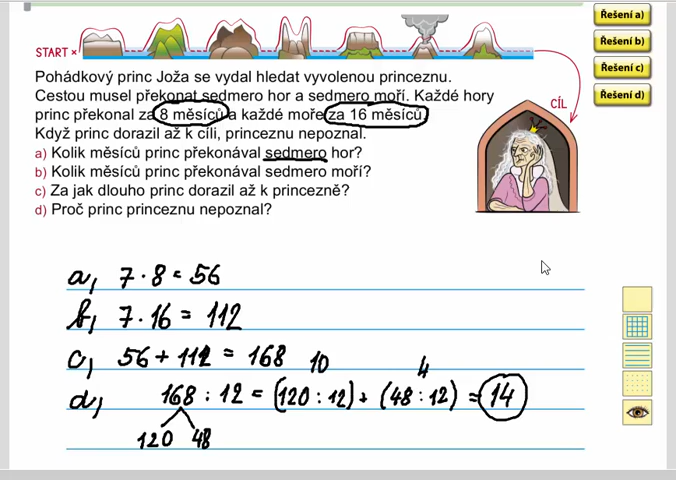 START ×
CÍL
Řešení a)
Řešení b)
Řešení c)
Řešení d)
Pohádkový princ Joža se vydal hledat vyvolenou princeznu.
Cestou musel překonat sedmero hor a sedmero moří. Každé hory
princ překonal za 8 měsíců a každé moře za 16 měsíců.
Když princ dorazil až k cíli, princeznu nepoznal.
a) Kolik měsíců princ překonával sedmero hor?
b) Kolik měsíců princ překonával sedmero moří?
c) Za jak dlouho princ dorazil až k princezně?
d) Proč princ princeznu nepoznal?
a, 7 · 8 = 56
b, 7 · 16 = 112
c, 56 + 112 = 168
10 4
d, 168 : 12 = (120 : 12) + (48 : 12) = 14
120 48